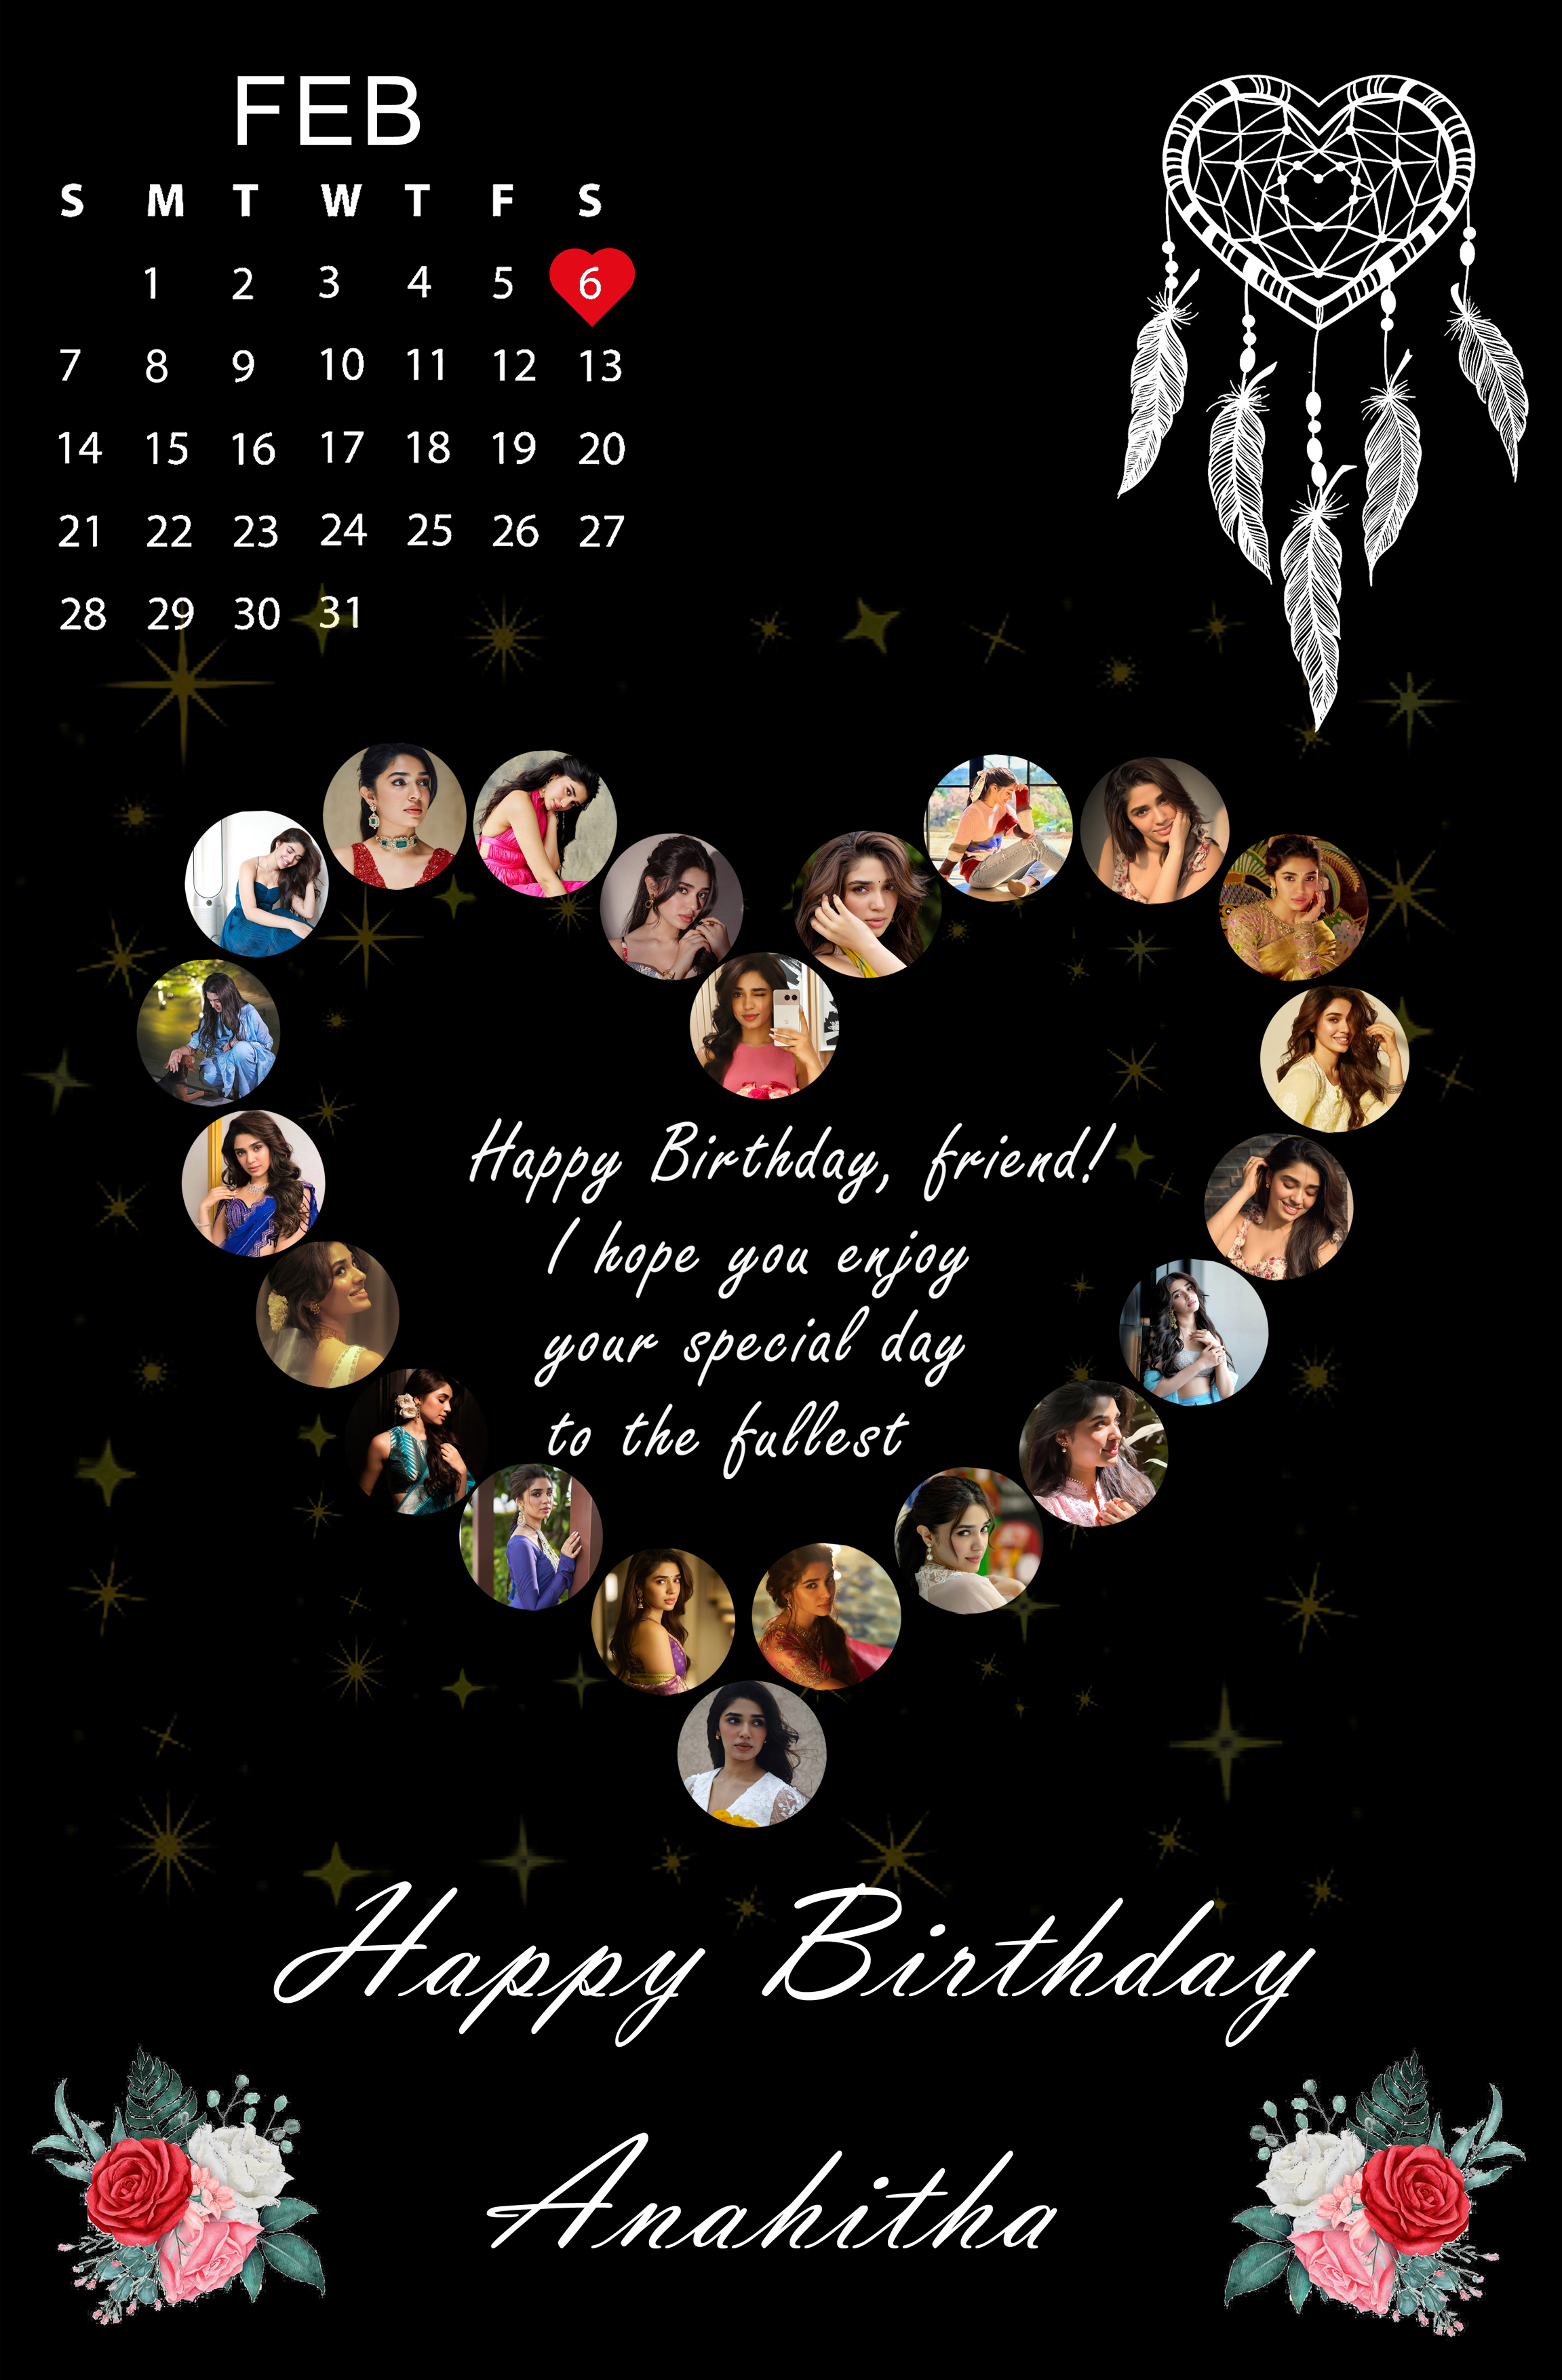 FEB
S M T W T F S
1 2 3 4 5 6
7 8 9 10 11 12 13
14 15 16 17 18 19 20
21 22 23 24 25 26 27
28 29 30 31
Happy Birthday, friend!
I hope you enjoy
your special day
to the fullest
Happy Birthday
Anahitha